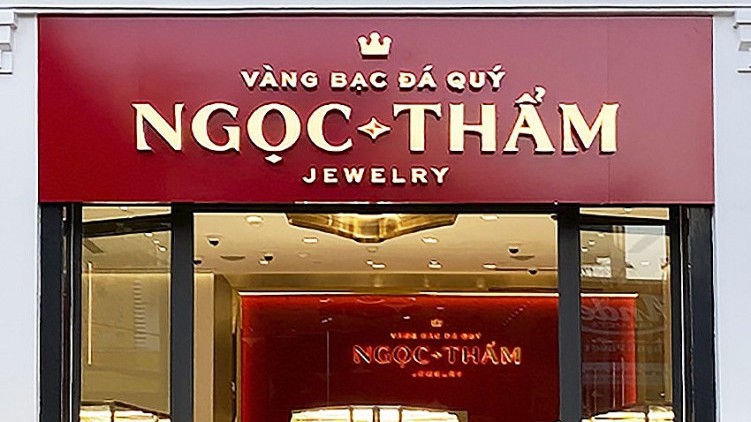 VÀNG BẠC ĐÁ QUÝ
NGỌC THẨM
JEWELRY
VÀNG BẠC ĐÁ QUÝ
NGỌC THẨM
JEWELRY